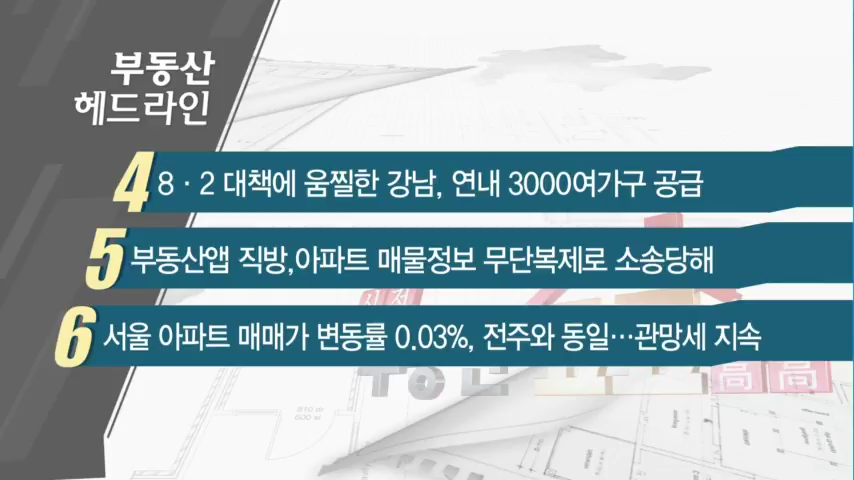 부동산
헤드라인
4 8·2 대책에 움찔한 강남, 연내 3000여가구 공급
5 부동산앱 직방,아파트 매물정보 무단복제로 소송당해
6 서울 아파트 매매가 변동률 0.03%, 전주와 동일…관망세 지속
高 高